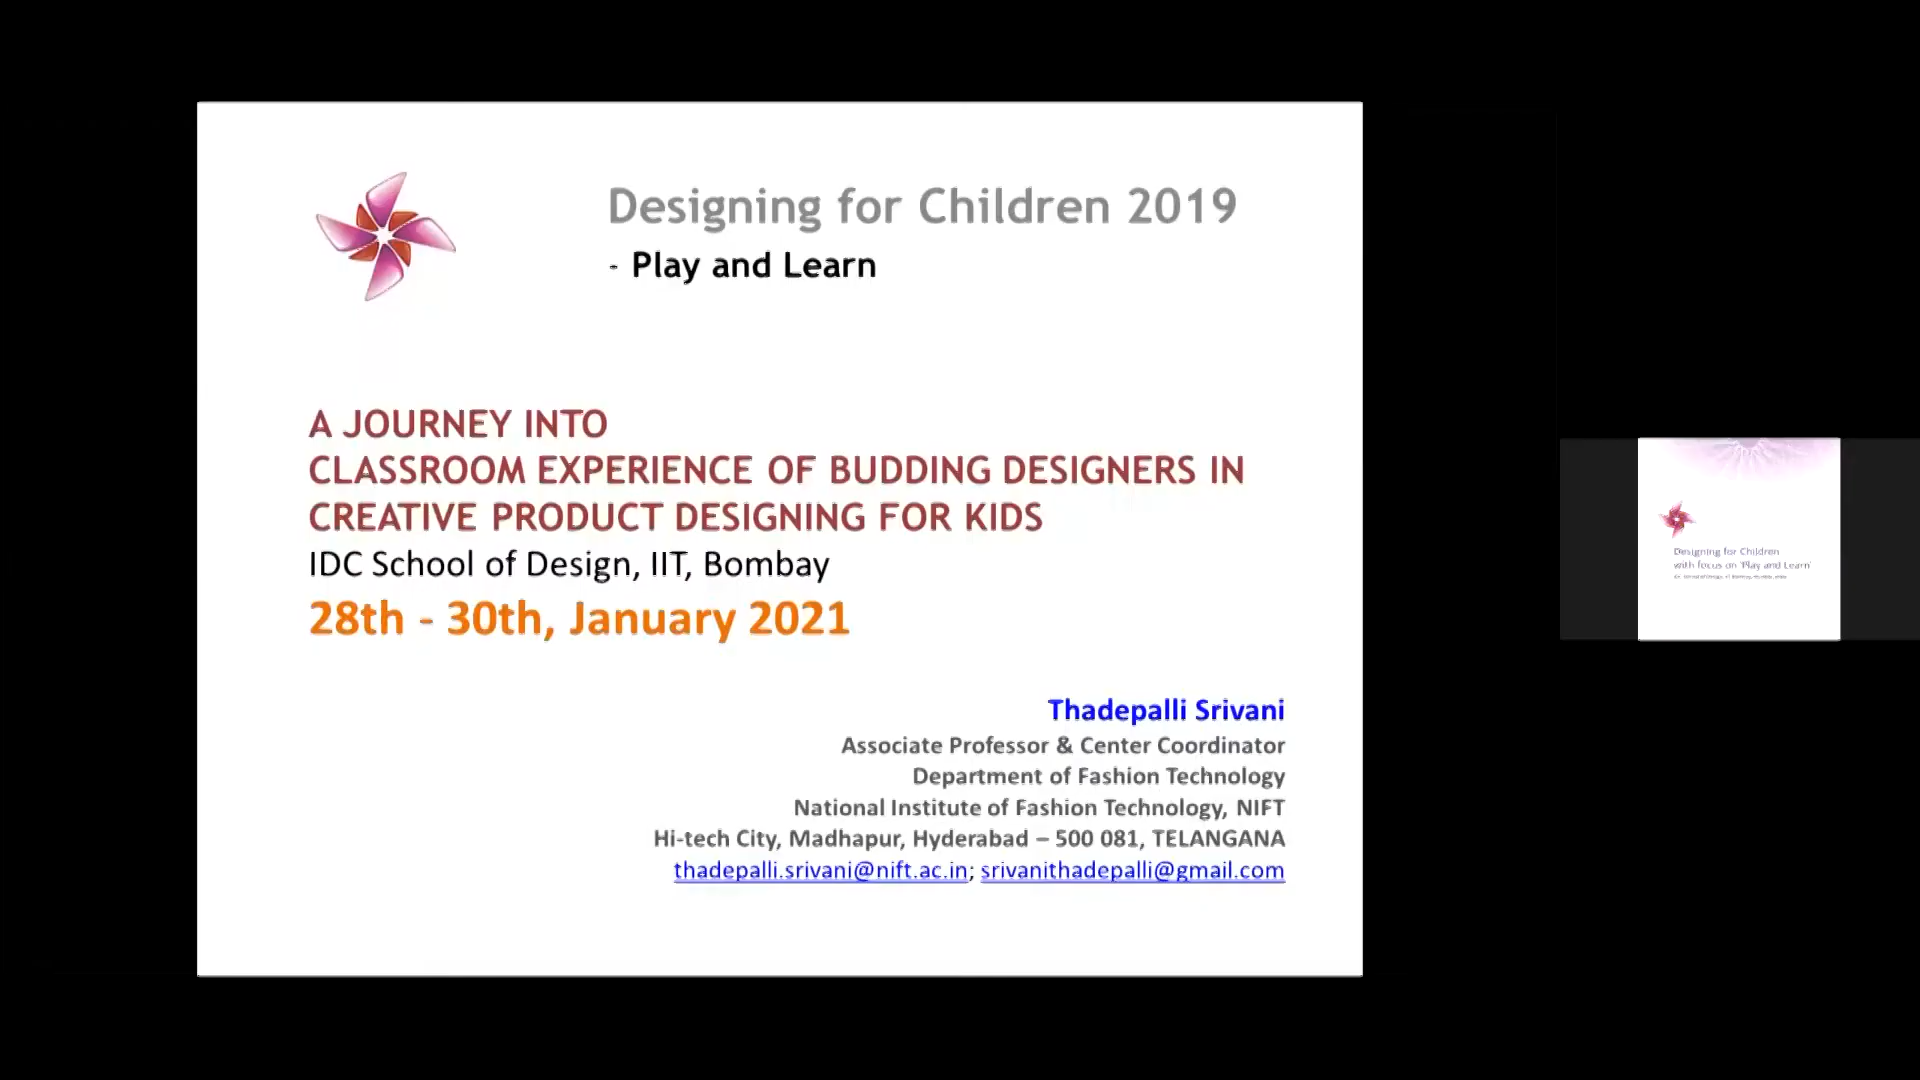 Designing for Children 2019
- Play and Learn
A JOURNEY INTO
CLASSROOM EXPERIENCE OF BUDDING DESIGNERS IN
CREATIVE PRODUCT DESIGNING FOR KIDS
IDC School of Design, IIT, Bombay
28th - 30th, January 2021
Thadepalli Srivani
Associate Professor & Center Coordinator
Department of Fashion Technology
National Institute of Fashion Technology, NIFT
Hi-tech City, Madhapur, Hyderabad – 500 081, TELANGANA
thadepalli.srivani@nift.ac.in; srivanithadepalli@gmail.com
Designing for Children
with focus on 'Play and Learn'